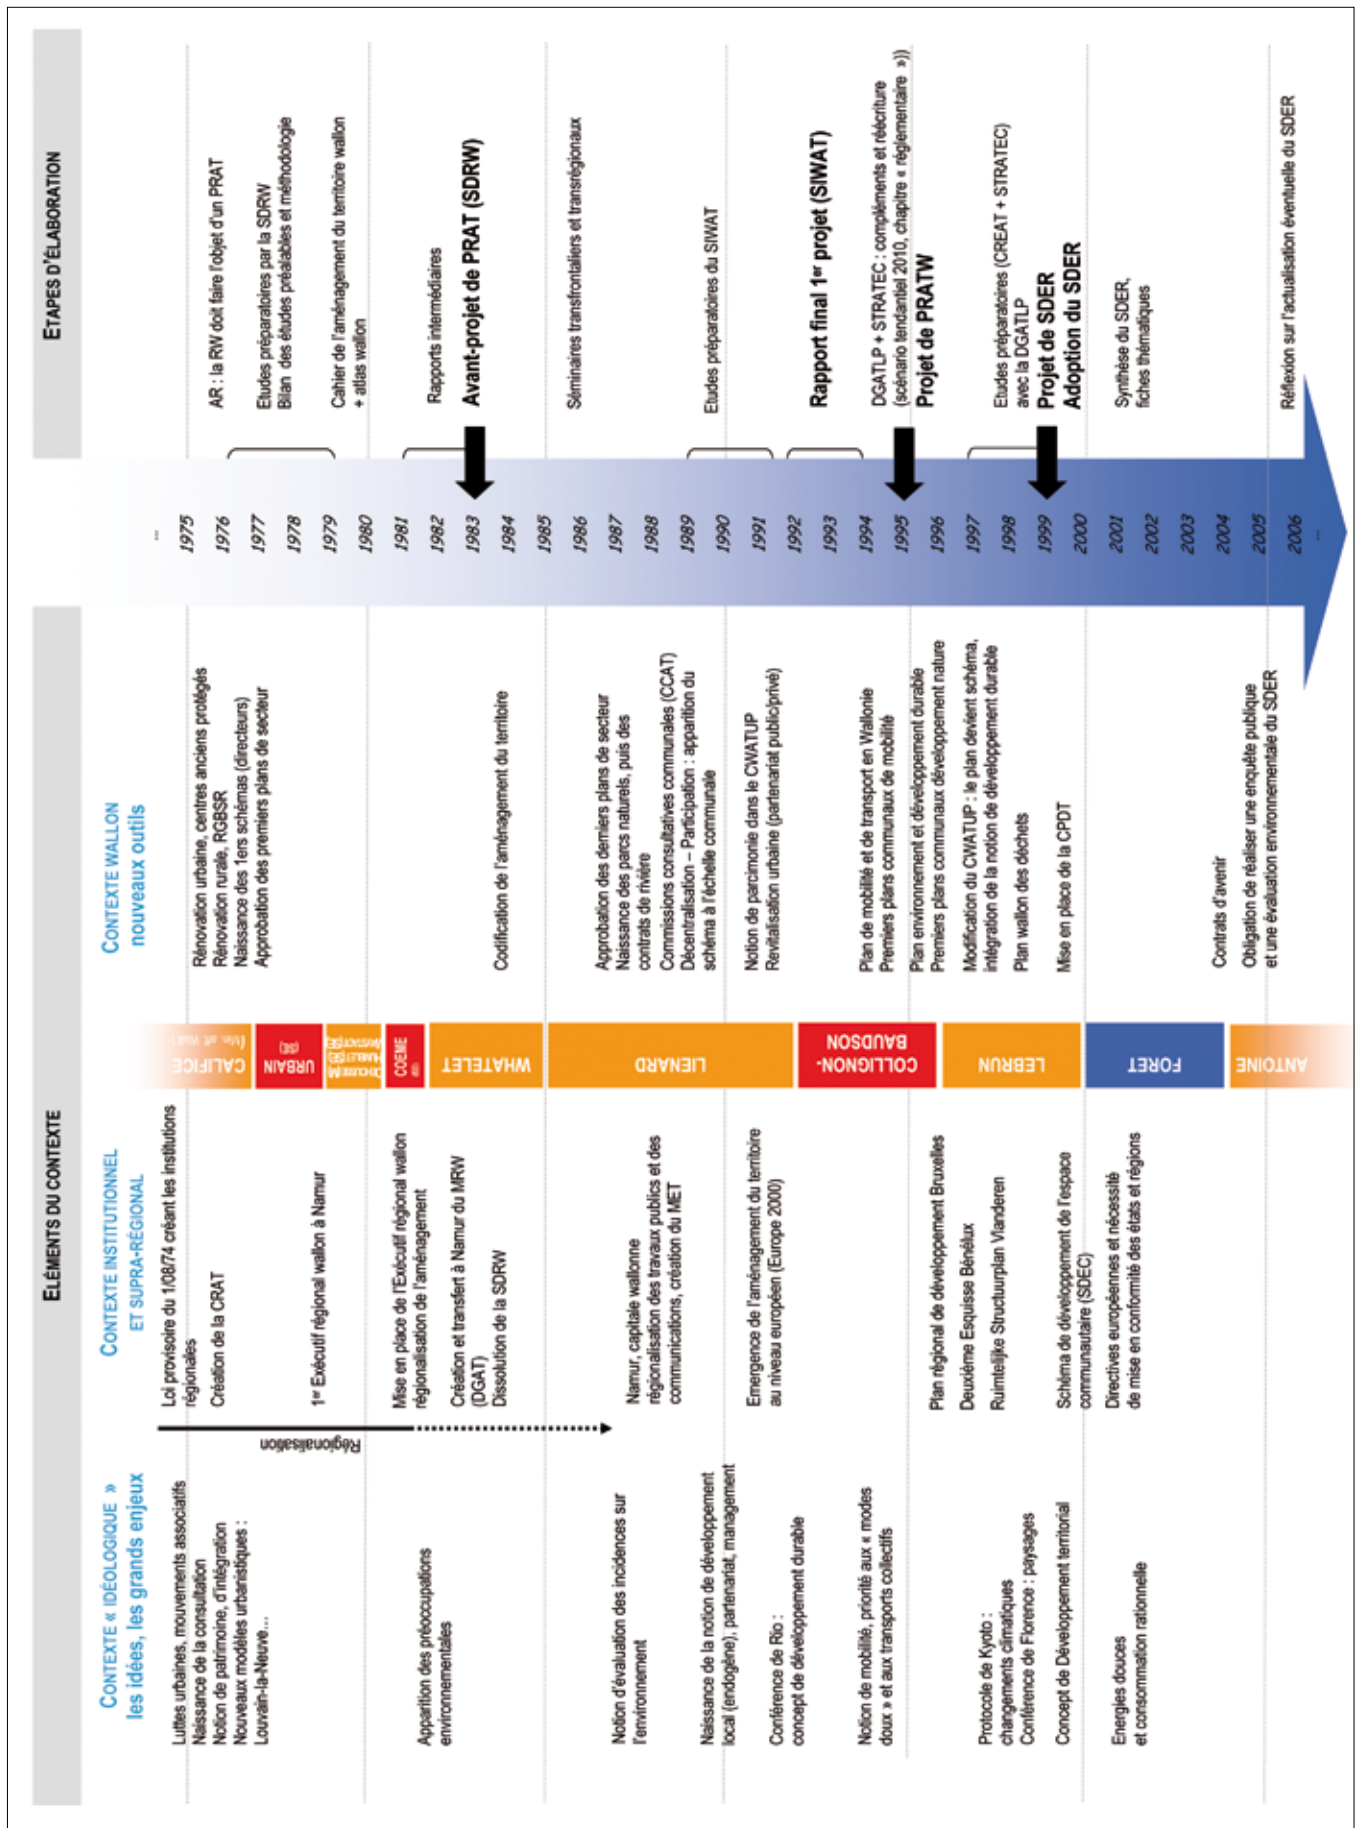 ELÉMENTS DU CONTEXTE
ETAPES D'ÉLABORATION
CONTEXTE « IDÉOLOGIQUE »
les idées, les grands enjeux
Luttes urbaines, mouvements associatifs
Naissance de la consultation
Notion de patrimoine, d'intégration
Nouveaux modèles urbanistiques :
Louvain-la-Neuve...
Apparition des préoccupations
environnementales
Notion d'évaluation des incidences sur
l'environnement
Naissance de la notion de développement
local (endogène), partenariat, management
Conférence de Rio :
concept de développement durable
Notion de mobilité, priorité aux « modes
doux » et aux transports collectifs
Protocole de Kyoto :
changements climatiques
Conférence de Florence : paysages
Concept de Développement territorial
Energies douces
et consommation rationnelle
Régionalisation
CONTEXTE INSTITUTIONNEL
ET SUPRA-RÉGIONAL
Loi provisoire du 1/08/74 créant les institutions
régionales
Création de la CRAT
1er Exécutif régional wallon à Namur
Mise en place de l'Exécutif régional wallon
régionalisation de l'aménagement
Création et transfert à Namur du MRW
(DGAT)
Dissolution de la SDRW
Namur, capitale wallonne
régionalisation des travaux publics et des
communications, création du MET
Emergence de l'aménagement du territoire
au niveau européen (Europe 2000)
Plan régional de développement Bruxelles
Deuxième Esquisse Bénélux
Ruimtelijke Structuurplan Vlanderen
Schéma de développement de l'espace
communautaire (SDEC)
Directives européennes et nécessité
de mise en conformité des états et régions
CALIFICE
URBAIN
(SE)
COEME
WHATELET
LIENARD
COLLIGNON-
BAUDSON
LEBRUN
FORET
ANTOINE
CONTEXTE WALLON
nouveaux outils
Rénovation urbaine, centres anciens protégés
Rénovation rurale, RGBSR
Naissance des 1ers schémas (directeurs)
Approbation des premiers plans de secteur
Codification de l'aménagement du territoire
Approbation des derniers plans de secteur
Naissance des parcs naturels, puis des
contrats de rivière
Commissions consultatives communales (CCAT)
Décentralisation – Participation : apparition du
schéma à l'échelle communale
Notion de parcimonie dans le CWATUP
Revitalisation urbaine (partenariat public/privé)
Plan de mobilité et de transport en Wallonie
Premiers plans communaux de mobilité
Plan environnement et développement durable
Premiers plans communaux développement nature
Modification du CWATUP : le plan devient schéma,
intégration de la notion de développement durable
Plan wallon des déchets
Mise en place de la CPDT
Contrats d'avenir
Obligation de réaliser une enquête publique
et une évaluation environnementale du SDER
...
1975
1976
1977
1978
1979
1980
1981
1982
1983
1984
1985
1986
1987
1988
1989
1990
1991
1992
1993
1994
1995
1996
1997
1998
1999
2000
2001
2002
2003
2004
2005
2006
...
AR : la RW doit faire l'objet d'un PRAT
Etudes préparatoires par la SDRW
Bilan des études préalables et méthodologie
Cahier de l'aménagement du territoire wallon
+ atlas wallon
Rapports intermédiaires
Avant-projet de PRAT (SDRW)
Séminaires transfrontaliers et transrégionaux
Etudes préparatoires du SIWAT
Rapport final 1er projet (SIWAT)
DGATLP + STRATEC : compléments et réécriture
(scénario tendantiel 2010, chapitre « réglementaire »))
Projet de PRATW
Etudes préparatoires (CREAT + STRATEC)
avec la DGATLP
Projet de SDER
Adoption du SDER
Synthèse du SDER,
fiches thématiques
Réflexion sur l'actualisation éventuelle du SDER